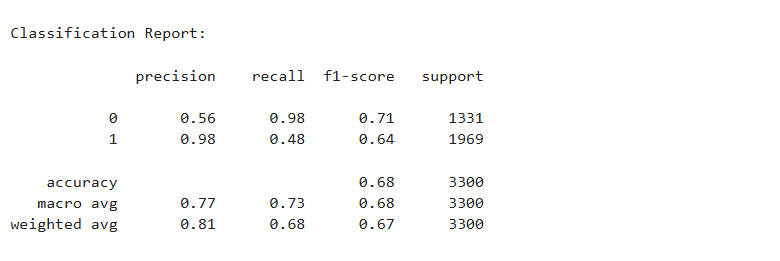 Classification Report:
precision recall f1-score support
0 0.56 0.98 0.71 1331
1 0.98 0.48 0.64 1969
accuracy 0.68 3300
macro avg 0.77 0.73 0.68 3300
weighted avg 0.81 0.68 0.67 3300